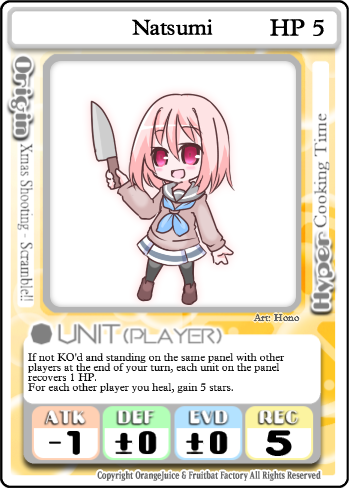 Natsumi HP 5
Origin Xmas Shooting - Scramble!!
Hyper Cooking Time
Art: Hono
UNIT (PLAYER)
If not KO'd and standing on the same panel with other
players at the end of your turn, each unit on the panel
recovers 1 HP.
For each other player you heal, gain 5 stars.
ATK DEF EVD REC
-1 ±0 ±0 5
Copyright OrangeJuice & Fruitbat Factory All Rights Reserved